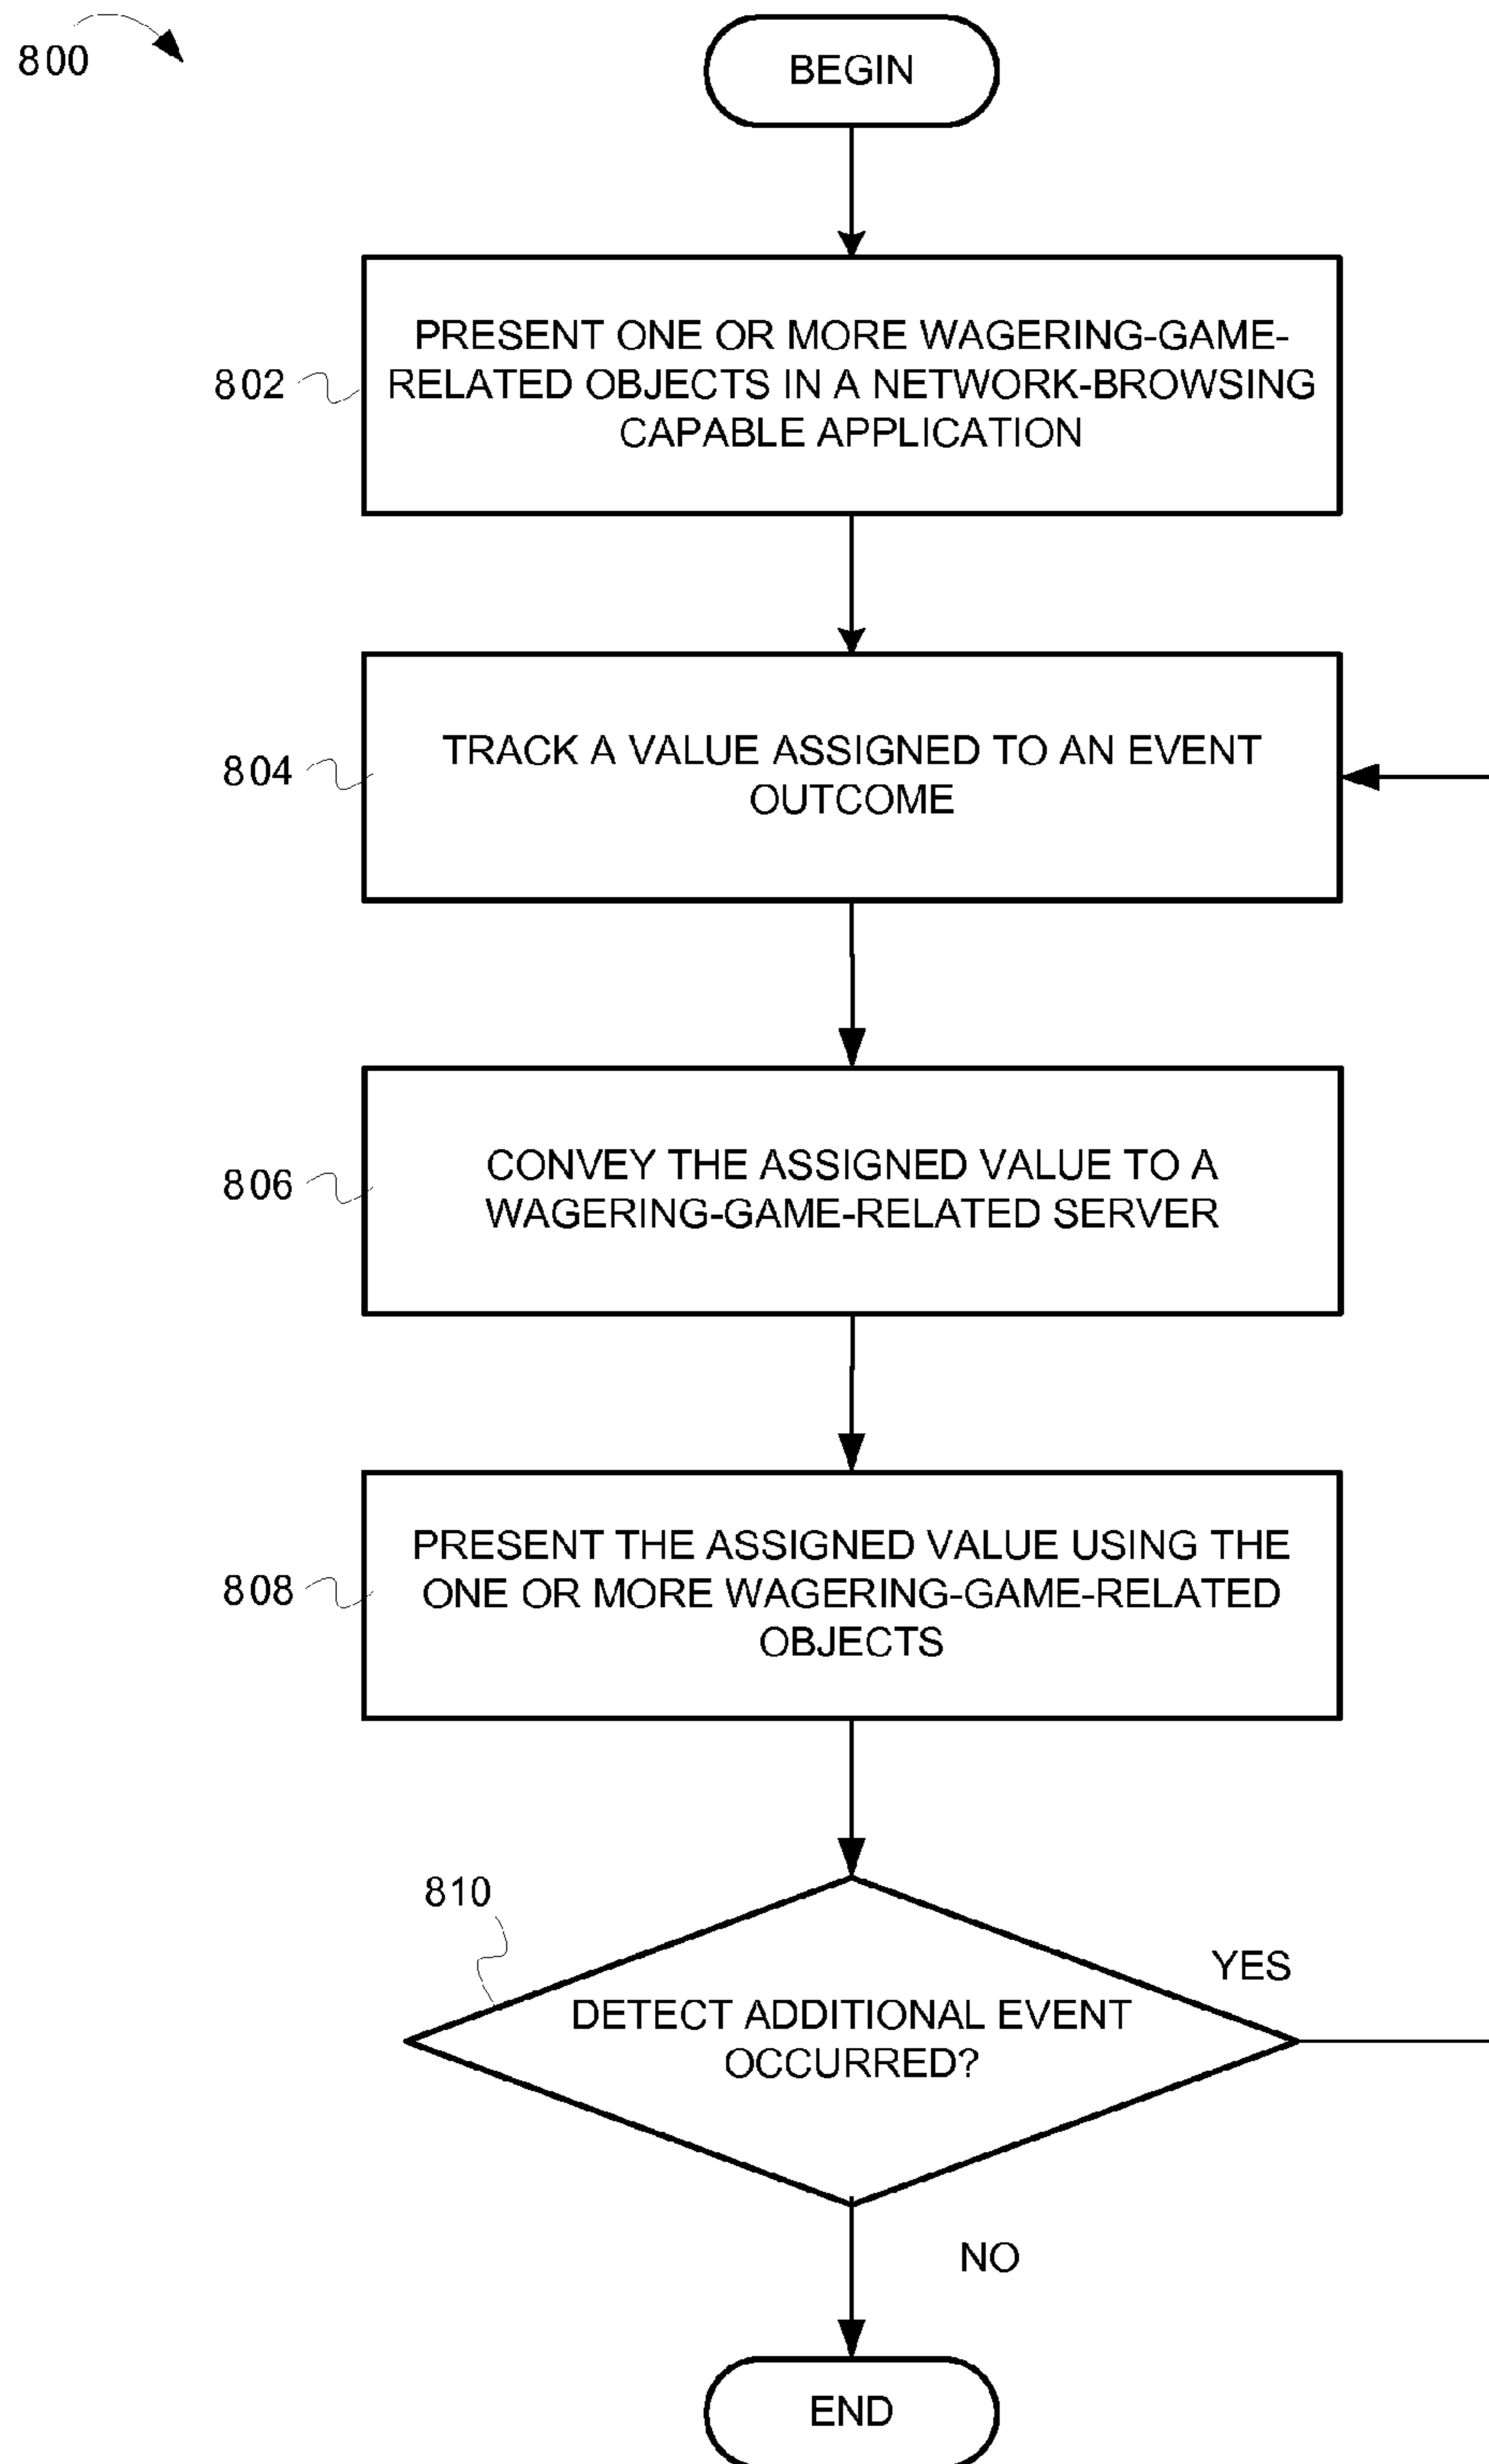 800
BEGIN
PRESENT ONE OR MORE WAGERING-GAME-
RELATED OBJECTS IN A NETWORK-BROWSING
CAPABLE APPLICATION
802
TRACK A VALUE ASSIGNED TO AN EVENT
OUTCOME
804
CONVEY THE ASSIGNED VALUE TO A
WAGERING-GAME-RELATED SERVER
806
PRESENT THE ASSIGNED VALUE USING THE
ONE OR MORE WAGERING-GAME-RELATED
OBJECTS
808
810
DETECT ADDITIONAL EVENT
OCCURRED?
YES
NO
END